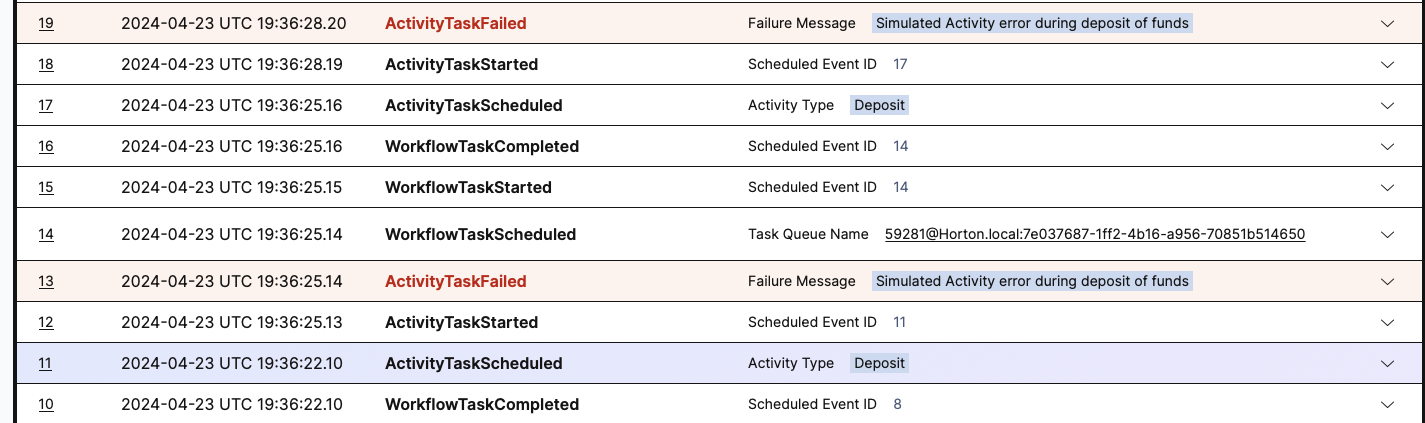 19 2024-04-23 UTC 19:36:28.20 ActivityTaskFailed Failure Message Simulated Activity error during deposit of funds
18 2024-04-23 UTC 19:36:28.19 ActivityTaskStarted Scheduled Event ID 17
17 2024-04-23 UTC 19:36:25.16 ActivityTaskScheduled Activity Type Deposit
16 2024-04-23 UTC 19:36:25.16 WorkflowTaskCompleted Scheduled Event ID 14
15 2024-04-23 UTC 19:36:25.15 WorkflowTaskStarted Scheduled Event ID 14
14 2024-04-23 UTC 19:36:25.14 WorkflowTaskScheduled Task Queue Name 59281@Horton.local:7e037687-1ff2-4b16-a956-70851b514650
13 2024-04-23 UTC 19:36:25.14 ActivityTaskFailed Failure Message Simulated Activity error during deposit of funds
12 2024-04-23 UTC 19:36:25.13 ActivityTaskStarted Scheduled Event ID 11
11 2024-04-23 UTC 19:36:22.10 ActivityTaskScheduled Activity Type Deposit
10 2024-04-23 UTC 19:36:22.10 WorkflowTaskCompleted Scheduled Event ID 8